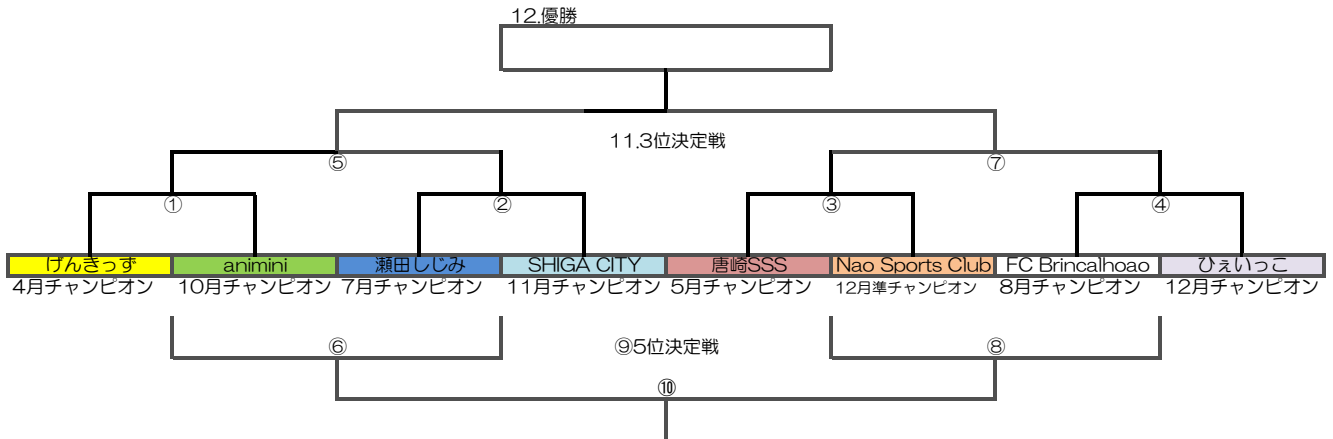 12.優勝
11.3位決定戦
⑤ ⑦
① ② ③ ④
げんきっず animini 瀬田しじみ SHIGA CITY 唐崎SSS Nao Sports Club FC Brincalhoao ひぇいっこ
4月チャンピオン 10月チャンピオン 7月チャンピオン 11月チャンピオン 5月チャンピオン 12月準チャンピオン 8月チャンピオン 12月チャンピオン
⑥ ⑨5位決定戦 ⑧
⑩